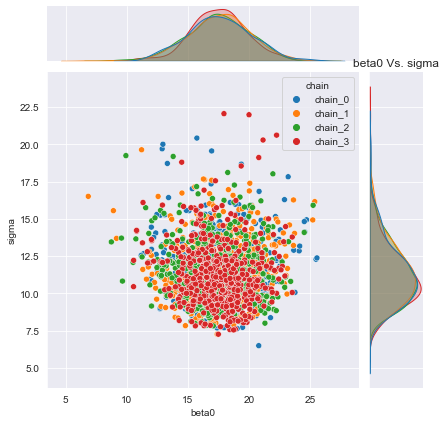 beta0 Vs. sigma
chain
chain_0
chain_1
chain_2
chain_3
22.5
20.0
17.5
15.0
12.5
10.0
7.5
5.0
sigma
5 10 15 20 25
beta0